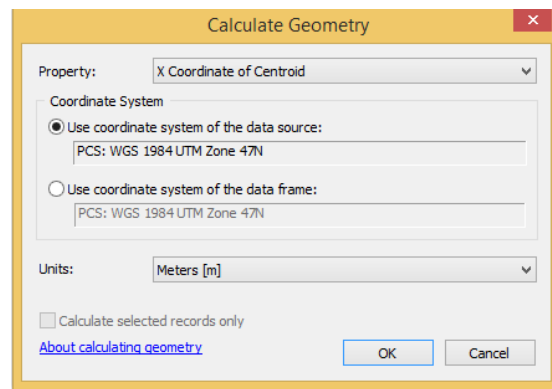 Calculate Geometry
Property:
X Coordinate of Centroid
Coordinate System
Use coordinate system of the data source:
PCS: WGS 1984 UTM Zone 47N
Use coordinate system of the data frame:
PCS: WGS 1984 UTM Zone 47N
Units:
Meters [m]
Calculate selected records only
About calculating geometry
OK
Cancel